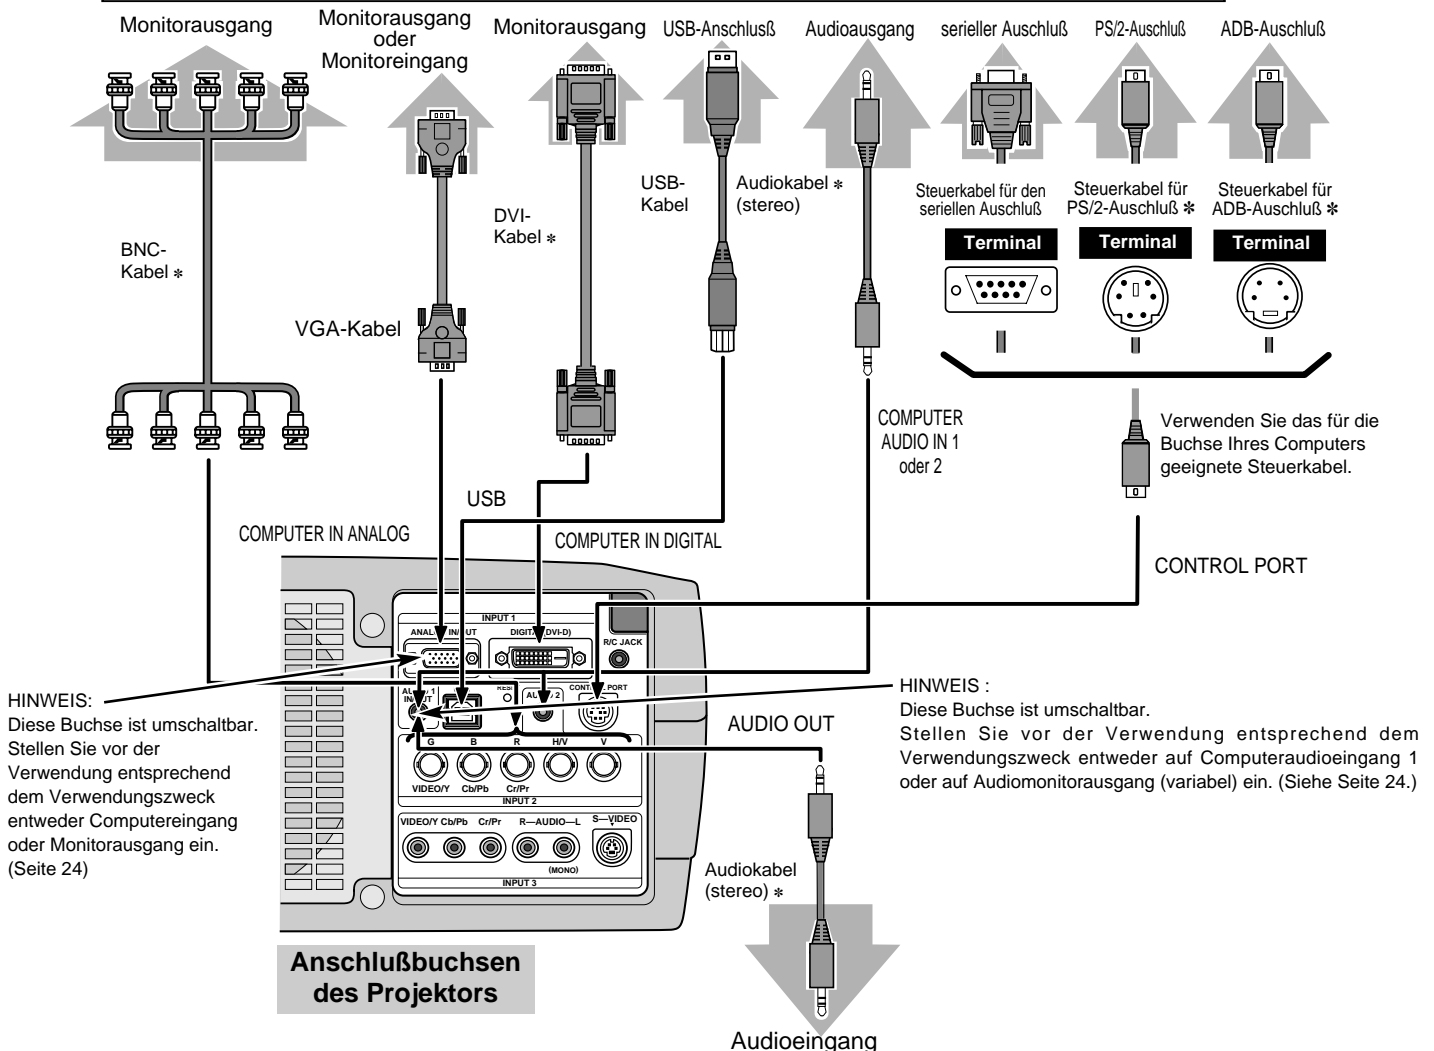 Monitorausgang
Monitorausgang
oder
Monitoreingang
Monitorausgang
USB-Anschlusß
Audioausgang
serieller Auschluß
PS/2-Auschluß
ADB-Auschluß
BNC-
Kabel *
VGA-Kabel
DVI-
Kabel *
USB-
Kabel
Audiokabel *
(stereo)
Steuerkabel für den
seriellen Auschluß
Steuerkabel für
PS/2-Auschluß *
Steuerkabel für
ADB-Auschluß *
Terminal
Terminal
Terminal
COMPUTER
AUDIO IN 1
oder 2
Verwenden Sie das für die
Buchse Ihres Computers
geeignete Steuerkabel.
USB
COMPUTER IN ANALOG
COMPUTER IN DIGITAL
CONTROL PORT
INPUT 1
IN/OUT
(DVI-D)
R/C JACK
AUDIO OUT
G B R H/V V
VIDEO/Y Cb/Pb Cr/Pr
INPUT 2
VIDEO/Y Cb/Pb Cr/Pr R—AUDIO—L S—VIDEO
(MONO)
INPUT 3
HINWEIS:
Diese Buchse ist umschaltbar.
Stellen Sie vor der
Verwendung entsprechend
dem Verwendungszweck
entweder Computereingang
oder Monitorausgang ein.
(Seite 24)
HINWEIS :
Diese Buchse ist umschaltbar.
Stellen Sie vor der Verwendung entsprechend dem
Verwendungszweck entweder auf Computeraudioeingang 1
oder auf Audiomonitorausgang (variabel) ein. (Siehe Seite 24.)
Audiokabel
(stereo) *
Anschlußbuchsen
des Projektors
Audioeingang